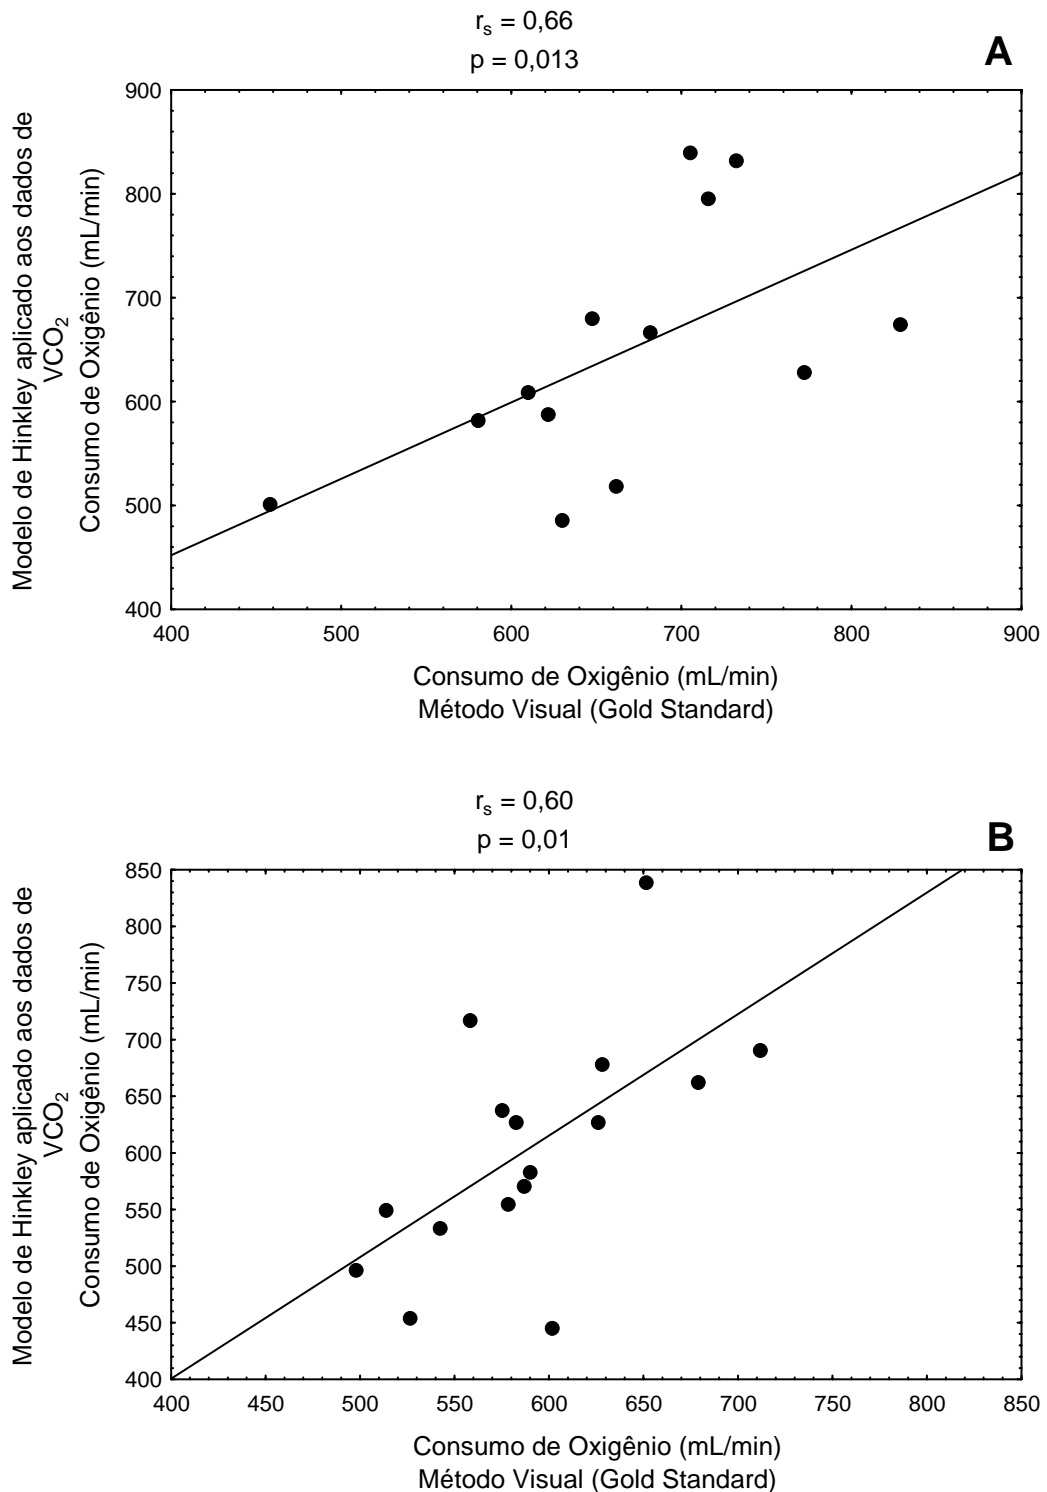 r_s = 0,66
p = 0,013
A
Modelo de Hinkley aplicado aos dados de
VCO₂
Consumo de Oxigênio (mL/min)
900
800
700
600
500
400
400 500 600 700 800 900
Consumo de Oxigênio (mL/min)
Método Visual (Gold Standard)
r_s = 0,60
p = 0,01
B
Modelo de Hinkley aplicado aos dados de
VCO₂
Consumo de Oxigênio (mL/min)
850
800
750
700
650
600
550
500
450
400
400 450 500 550 600 650 700 750 800 850
Consumo de Oxigênio (mL/min)
Método Visual (Gold Standard)